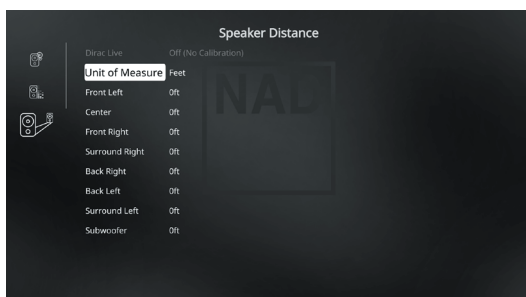 Speaker Distance
Dirac Live Off (No Calibration)
Unit of Measure Feet
Front Left 0ft
Center 0ft
Front Right 0ft
Surround Right 0ft
Back Right 0ft
Back Left 0ft
Surround Left 0ft
Subwoofer 0ft
NAD